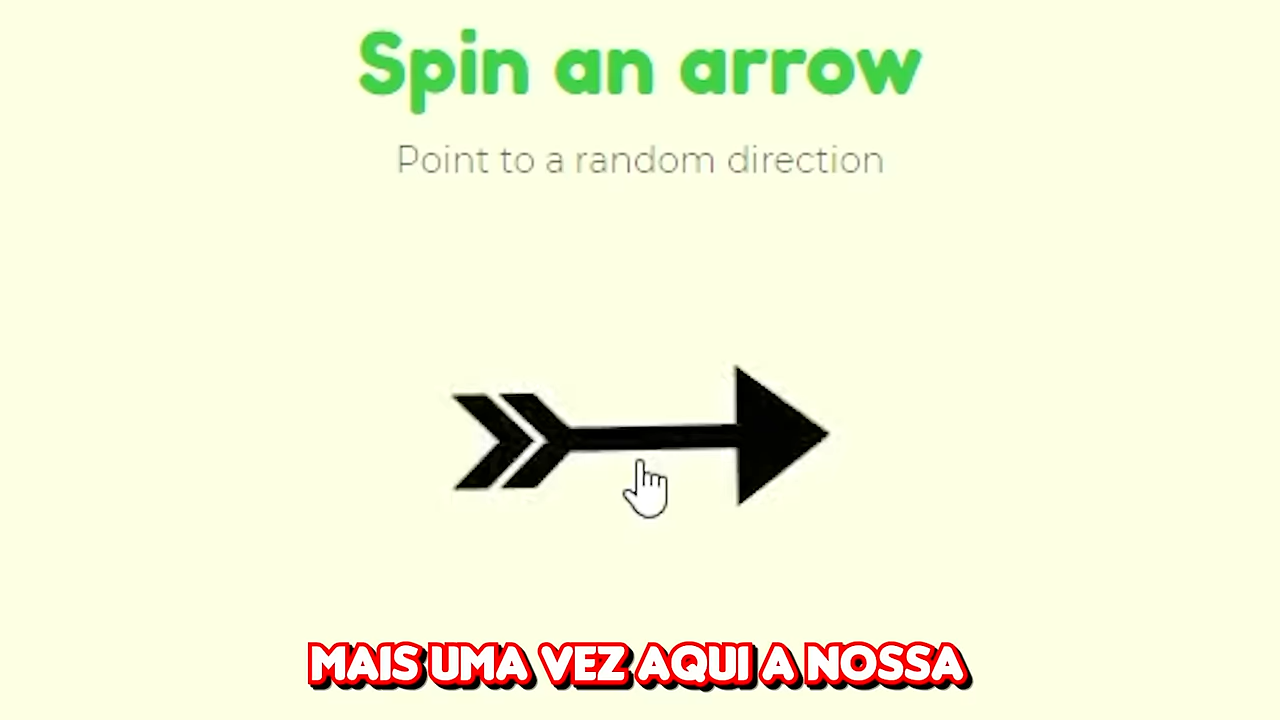 Spin an arrow
Point to a random direction
MAIS UMA VEZ AQUI A NOSSA